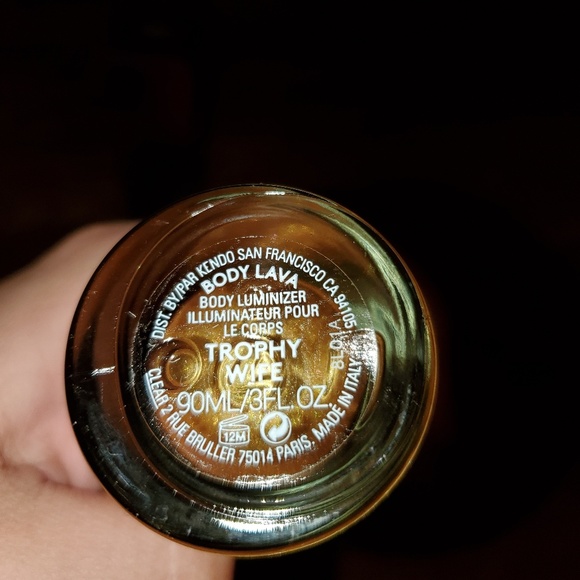 DIST. BY/PAR KENDO SAN FRANCISCO CA 94105
BODY LAVA
BODY LUMINIZER
ILLUMINATEUR POUR
LE CORPS
TROPHY
WIFE
90ML/3FL.OZ
12M
CLEAR 2 RUE BRULLER 75014 PARIS, MADE IN ITALY